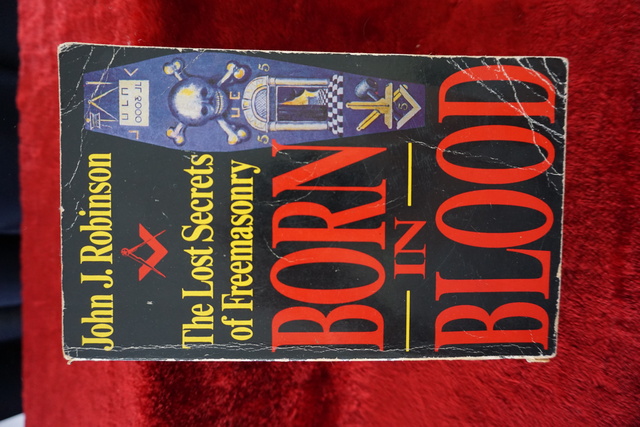 John J. Robinson
The Lost Secrets
of Freemasonry
BORN
IN
BLOOD